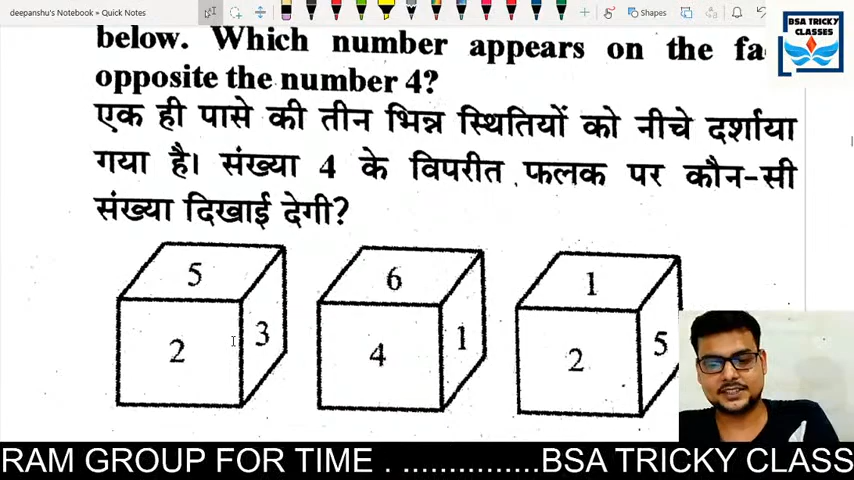 deepanshu's Notebook » Quick Notes
Shapes
BSA TRICKY
CLASSES
below. Which number appears on the fa
opposite the number 4?
एक ही पासे की तीन भिन्न स्थितियों को नीचे दर्शाया
गया है। संख्या 4 के विपरीत फलक पर कौन-सी
संख्या दिखाई देगी?
5 6 1
2 3 4 1 2 5
RAM GROUP FOR TIME . ...............BSA TRICKY CLASS